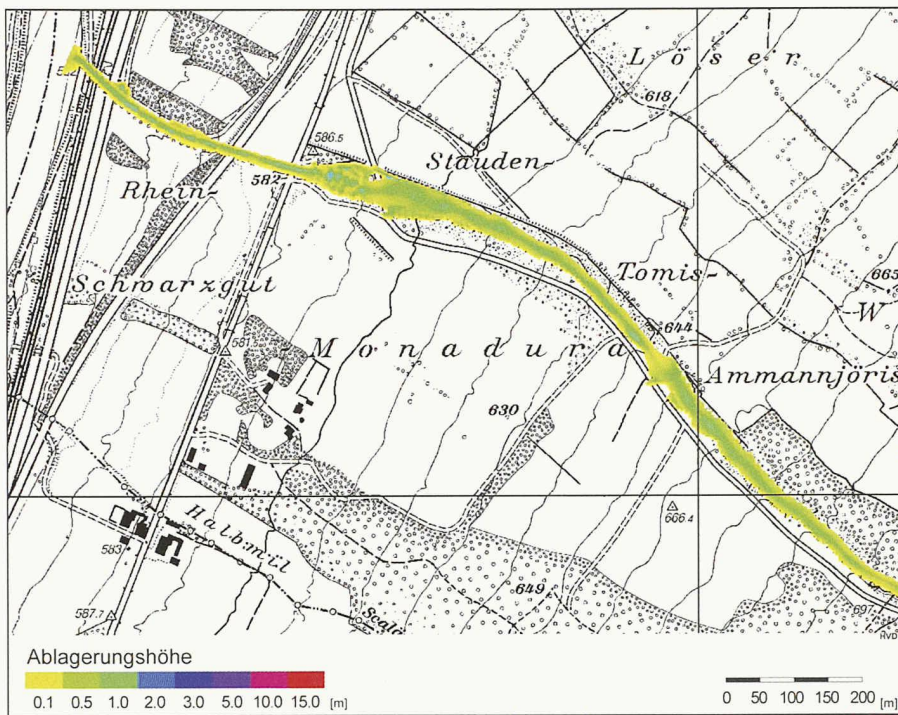 Löser
618
586.5
Stauden-
582
Rhein-
Tomis-
665
Schwarzgut
W
581
644
Monadura
Ammannjöris
630
666.4
Halbmül
583
649
587.7
Scalä
697
Ablagerungshöhe
0.1 0.5 1.0 2.0 3.0 5.0 10.0 15.0 [m]
0 50 100 150 200 [m]